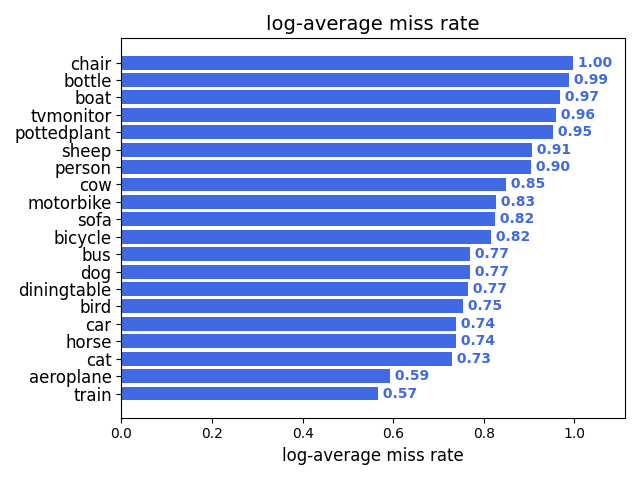 log-average miss rate
chair 1.00
bottle 0.99
boat 0.97
tvmonitor 0.96
pottedplant 0.95
sheep 0.91
person 0.90
cow 0.85
motorbike 0.83
sofa 0.82
bicycle 0.82
bus 0.77
dog 0.77
diningtable 0.77
bird 0.75
car 0.74
horse 0.74
cat 0.73
aeroplane 0.59
train 0.57
0.0 0.2 0.4 0.6 0.8 1.0
log-average miss rate